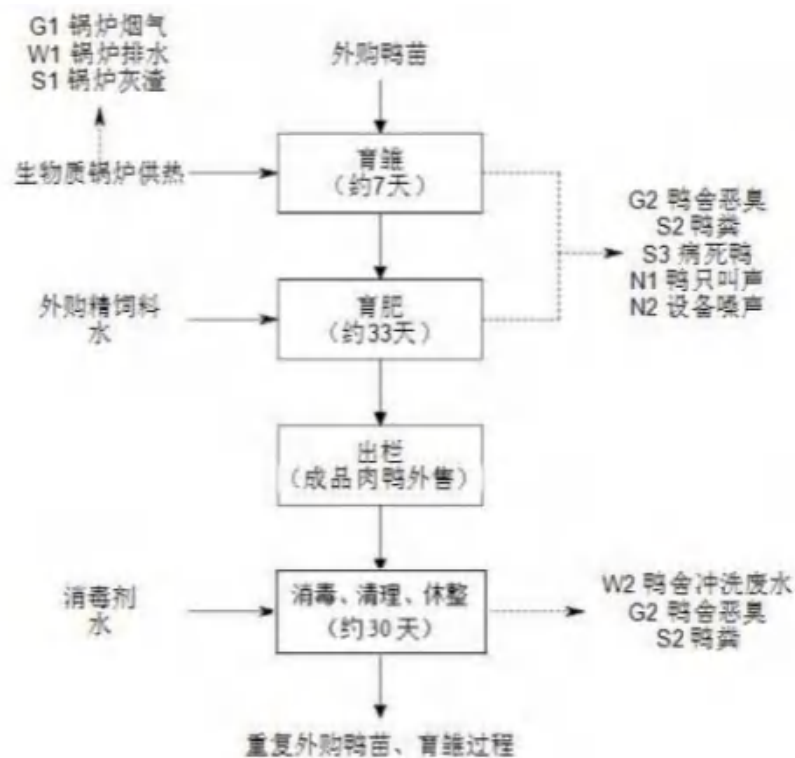 G1 锅炉烟气
W1 锅炉排水
S1 锅炉灰渣
外购鸭苗
生物质锅炉供热
育雏
（约7天）
G2 鸭舍恶臭
S2 鸭粪
S3 病死鸭
N1 鸭只叫声
N2 设备噪声
外购精饲料
水
育肥
（约33天）
出栏
（成品肉鸭外售）
消毒剂
水
消毒、清理、休整
（约30天）
W2 鸭舍冲洗废水
G2 鸭舍恶臭
S2 鸭粪
重复外购鸭苗、育雏过程